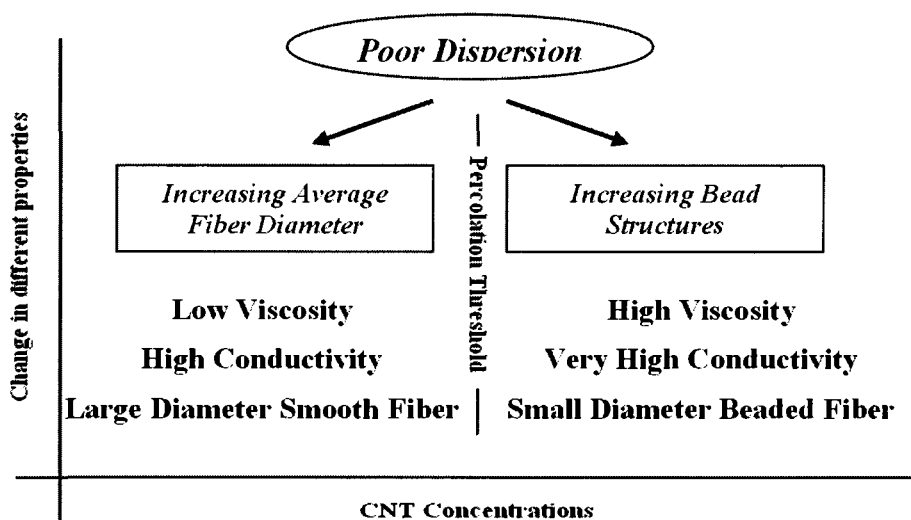 Poor Dispersion
Change in different properties
Increasing Average
Fiber Diameter
Low Viscosity
High Conductivity
Large Diameter Smooth Fiber
Percolation Threshold
Increasing Bead
Structures
High Viscosity
Very High Conductivity
Small Diameter Beaded Fiber
CNT Concentrations